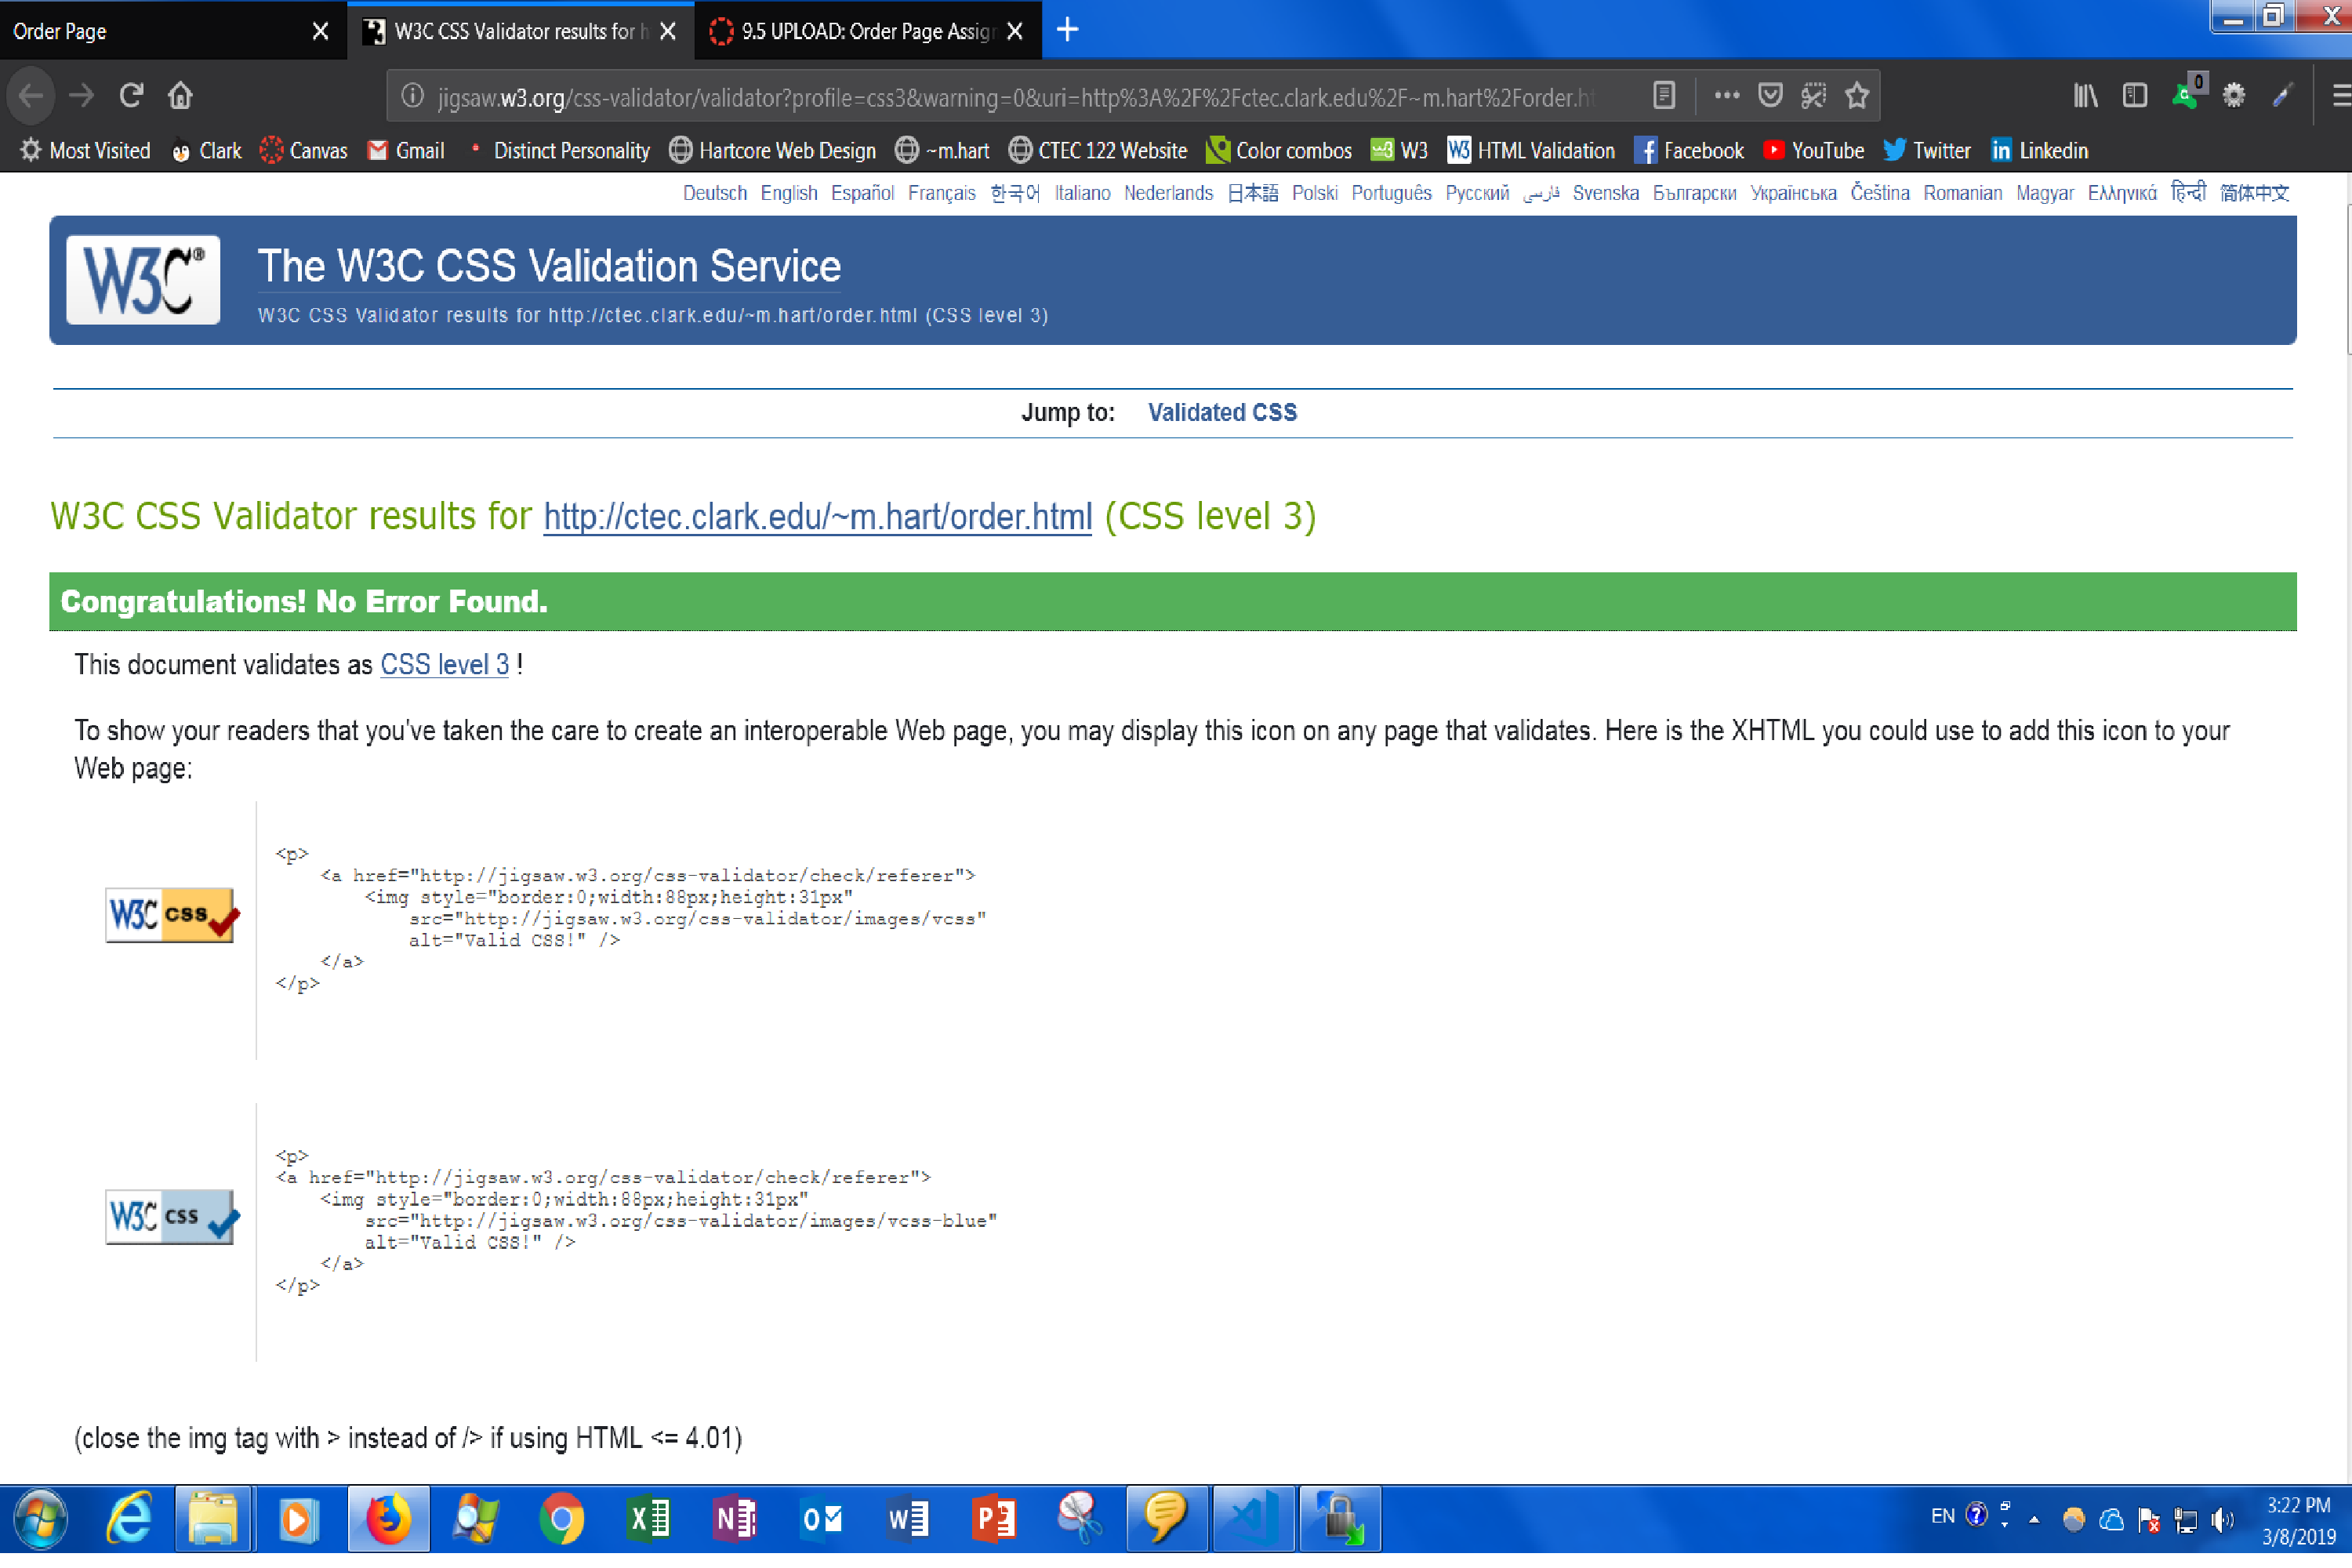 Order Page
W3C CSS Validator results for h
9.5 UPLOAD: Order Page Assign
jigsaw.w3.org/css-validator/validator?profile=css3&warning=0&uri=http%3A%2F%2Fctec.clark.edu%2F~m.hart%2Forder.ht
0
Most Visited Clark Canvas Gmail Distinct Personality Hartcore Web Design ~m.hart CTEC 122 Website Color combos W3 HTML Validation Facebook YouTube Twitter Linkedin
Deutsch English Español Français 한국어 Italiano Nederlands 日本語 Polski Português Русский فارسی Svenska Български Українська Čeština Romanian Magyar Ελληνικά हिन्दी 简体中文
W3C®
The W3C CSS Validation Service
W3C CSS Validator results for http://ctec.clark.edu/~m.hart/order.html (CSS level 3)
Jump to: Validated CSS
W3C CSS Validator results for http://ctec.clark.edu/~m.hart/order.html (CSS level 3)
Congratulations! No Error Found.
This document validates as CSS level 3 !
To show your readers that you've taken the care to create an interoperable Web page, you may display this icon on any page that validates. Here is the XHTML you could use to add this icon to your
Web page:
W3C css
<p>
<a href="http://jigsaw.w3.org/css-validator/check/referer">
<img style="border:0;width:88px;height:31px"
src="http://jigsaw.w3.org/css-validator/images/vcss"
alt="Valid CSS!" />
</a>
</p>
W3C css
<p>
<a href="http://jigsaw.w3.org/css-validator/check/referer">
<img style="border:0;width:88px;height:31px"
src="http://jigsaw.w3.org/css-validator/images/vcss-blue"
alt="Valid CSS!" />
</a>
</p>
(close the img tag with > instead of /> if using HTML <= 4.01)
EN
3:22 PM
3/8/2019